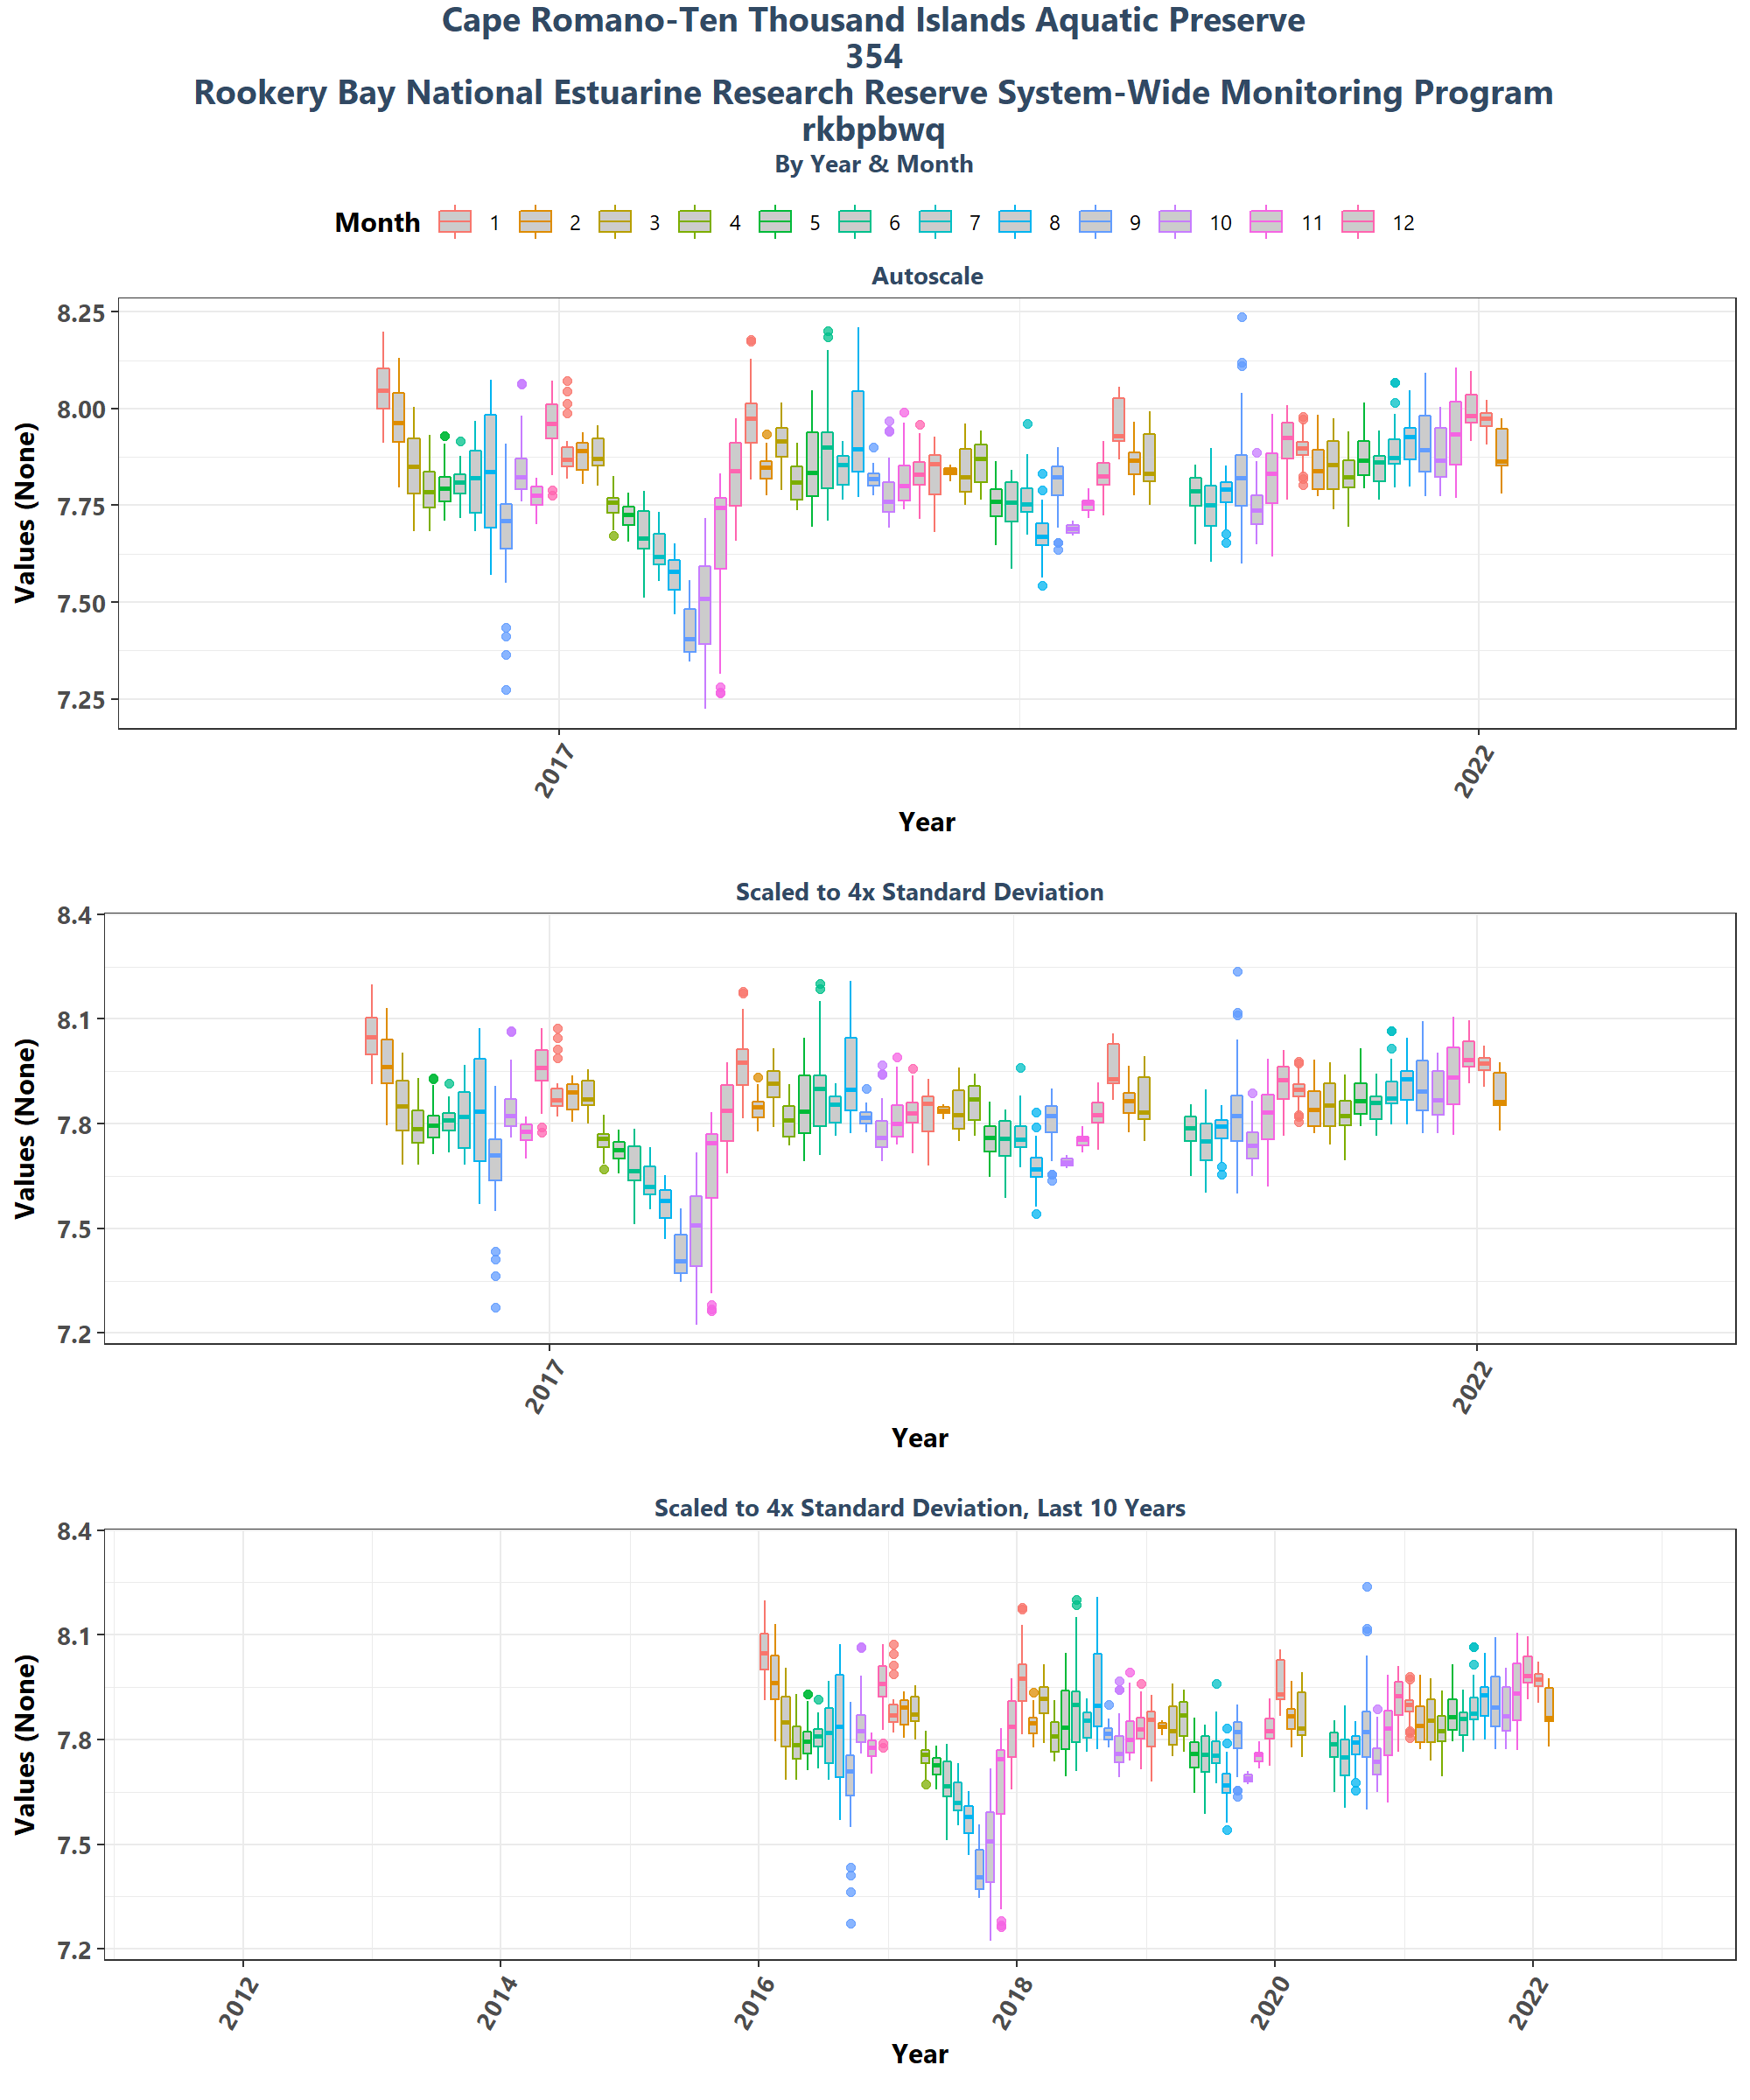 Cape Romano-Ten Thousand Islands Aquatic Preserve
354
Rookery Bay National Estuarine Research Reserve System-Wide Monitoring Program
rkbpbwq
By Year & Month
Month 1 2 3 4 5 6 7 8 9 10 11 12
Autoscale
8.25
8.00
7.75
7.50
7.25
Values (None)
2017 2022
Year
Scaled to 4x Standard Deviation
8.4
8.1
7.8
7.5
7.2
Values (None)
2017 2022
Year
Scaled to 4x Standard Deviation, Last 10 Years
8.4
8.1
7.8
7.5
7.2
Values (None)
2012 2014 2016 2018 2020 2022
Year